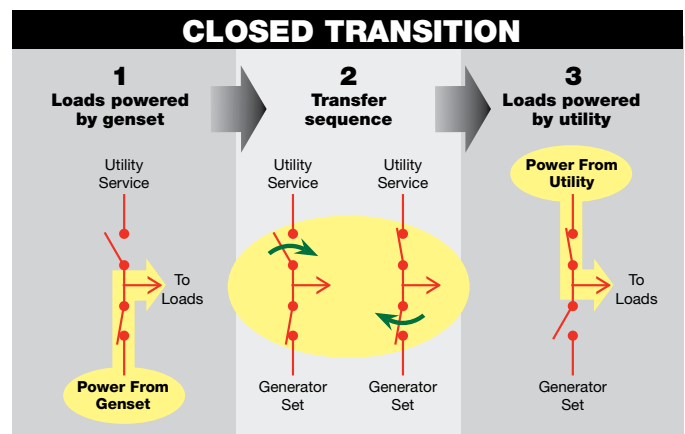 CLOSED TRANSITION
1
Loads powered
by genset
2
Transfer
sequence
3
Loads powered
by utility
Utility
Service
To
Loads
Power From
Genset
Utility
Service
Utility
Service
Generator
Set
Generator
Set
Power From
Utility
To
Loads
Generator
Set